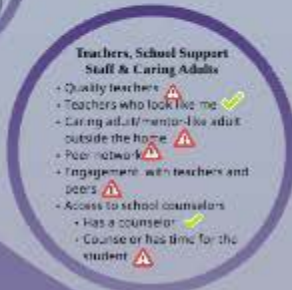 Teachers, School Support
Staff & Caring Adults
• Quality teachers
• Teachers who look like me
• Caring adult/mentor-like adult
outside the home
• Peer network
• Engagement with teachers and
peers
• Access to school counselors
• Has a counselor
• Counselor has time for the
student